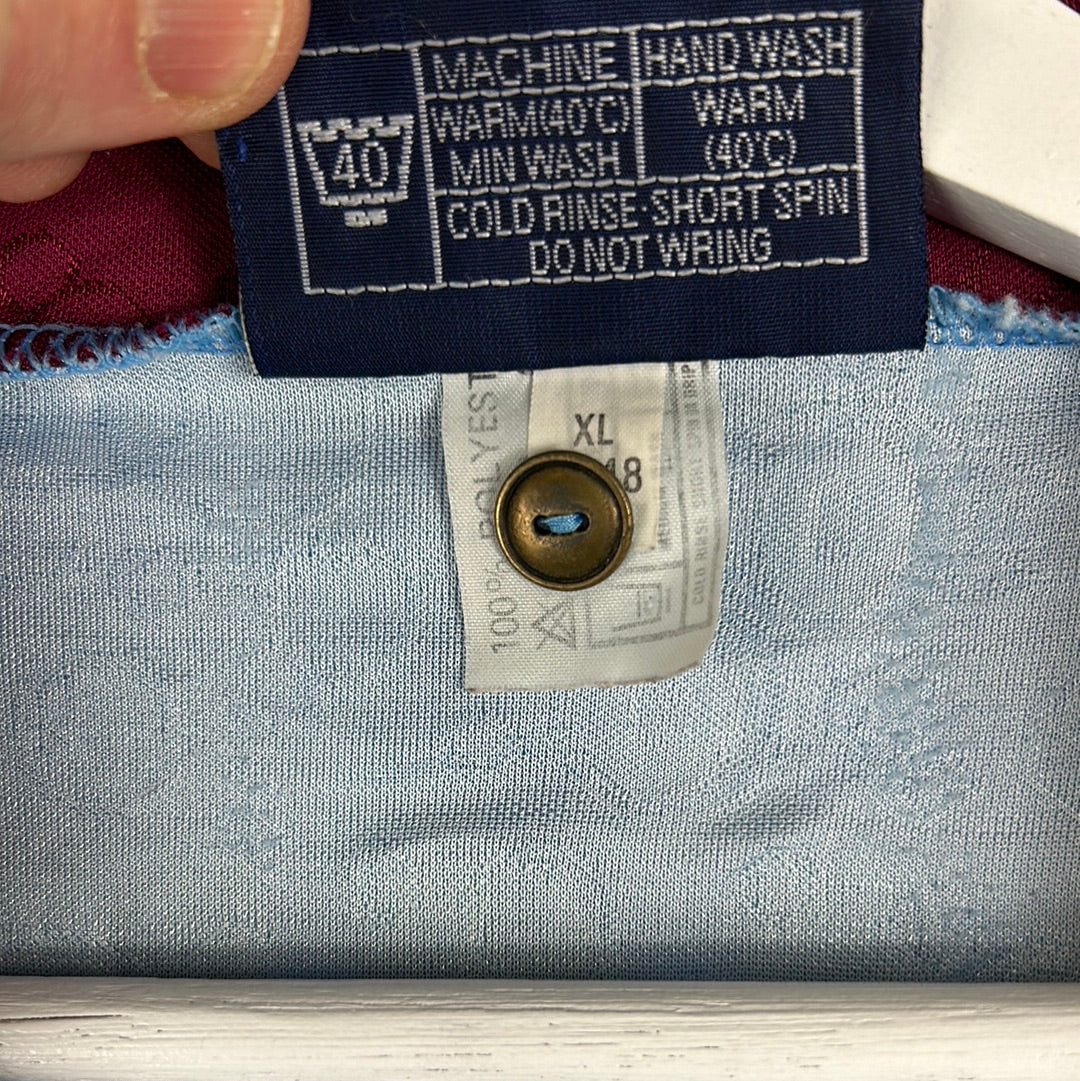 MACHINE
WARM(40°C)
MIN WASH
HAND WASH
WARM
(40°C)
40
COLD RINSE·SHORT SPIN
DO NOT WRING
XL
48
100% POLYEST